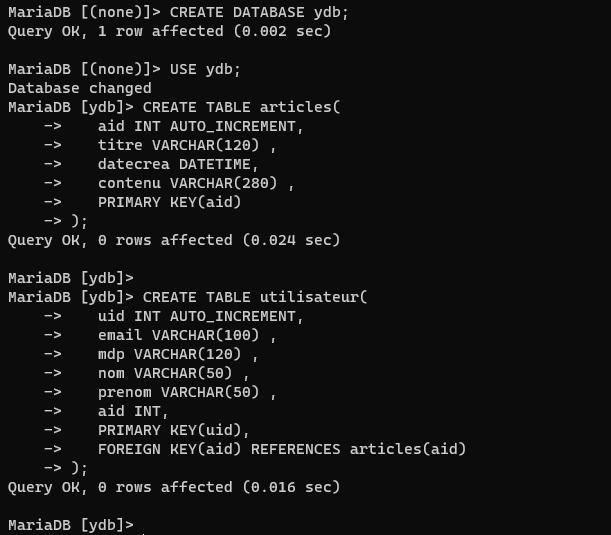 MariaDB [(none)]> CREATE DATABASE ydb;
Query OK, 1 row affected (0.002 sec)
MariaDB [(none)]> USE ydb;
Database changed
MariaDB [ydb]> CREATE TABLE articles(
    ->    aid INT AUTO_INCREMENT,
    ->    titre VARCHAR(120) ,
    ->    datecrea DATETIME,
    ->    contenu VARCHAR(280) ,
    ->    PRIMARY KEY(aid)
    -> );
Query OK, 0 rows affected (0.024 sec)
MariaDB [ydb]>
MariaDB [ydb]> CREATE TABLE utilisateur(
    ->    uid INT AUTO_INCREMENT,
    ->    email VARCHAR(100) ,
    ->    mdp VARCHAR(120) ,
    ->    nom VARCHAR(50) ,
    ->    prenom VARCHAR(50) ,
    ->    aid INT,
    ->    PRIMARY KEY(uid),
    ->    FOREIGN KEY(aid) REFERENCES articles(aid)
    -> );
Query OK, 0 rows affected (0.016 sec)
MariaDB [ydb]>